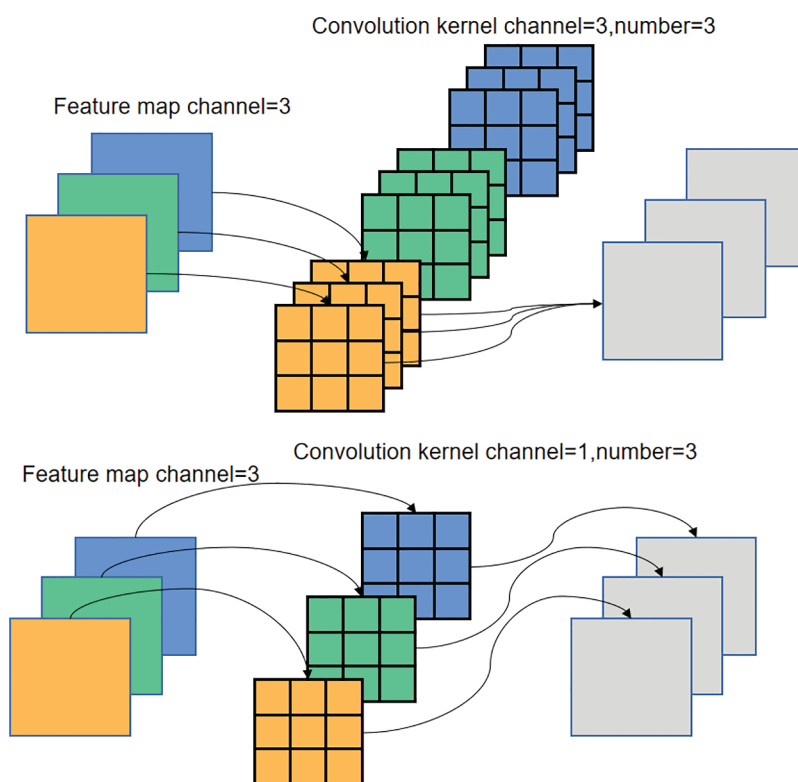 Convolution kernel channel=3,number=3
Feature map channel=3
Convolution kernel channel=1,number=3
Feature map channel=3